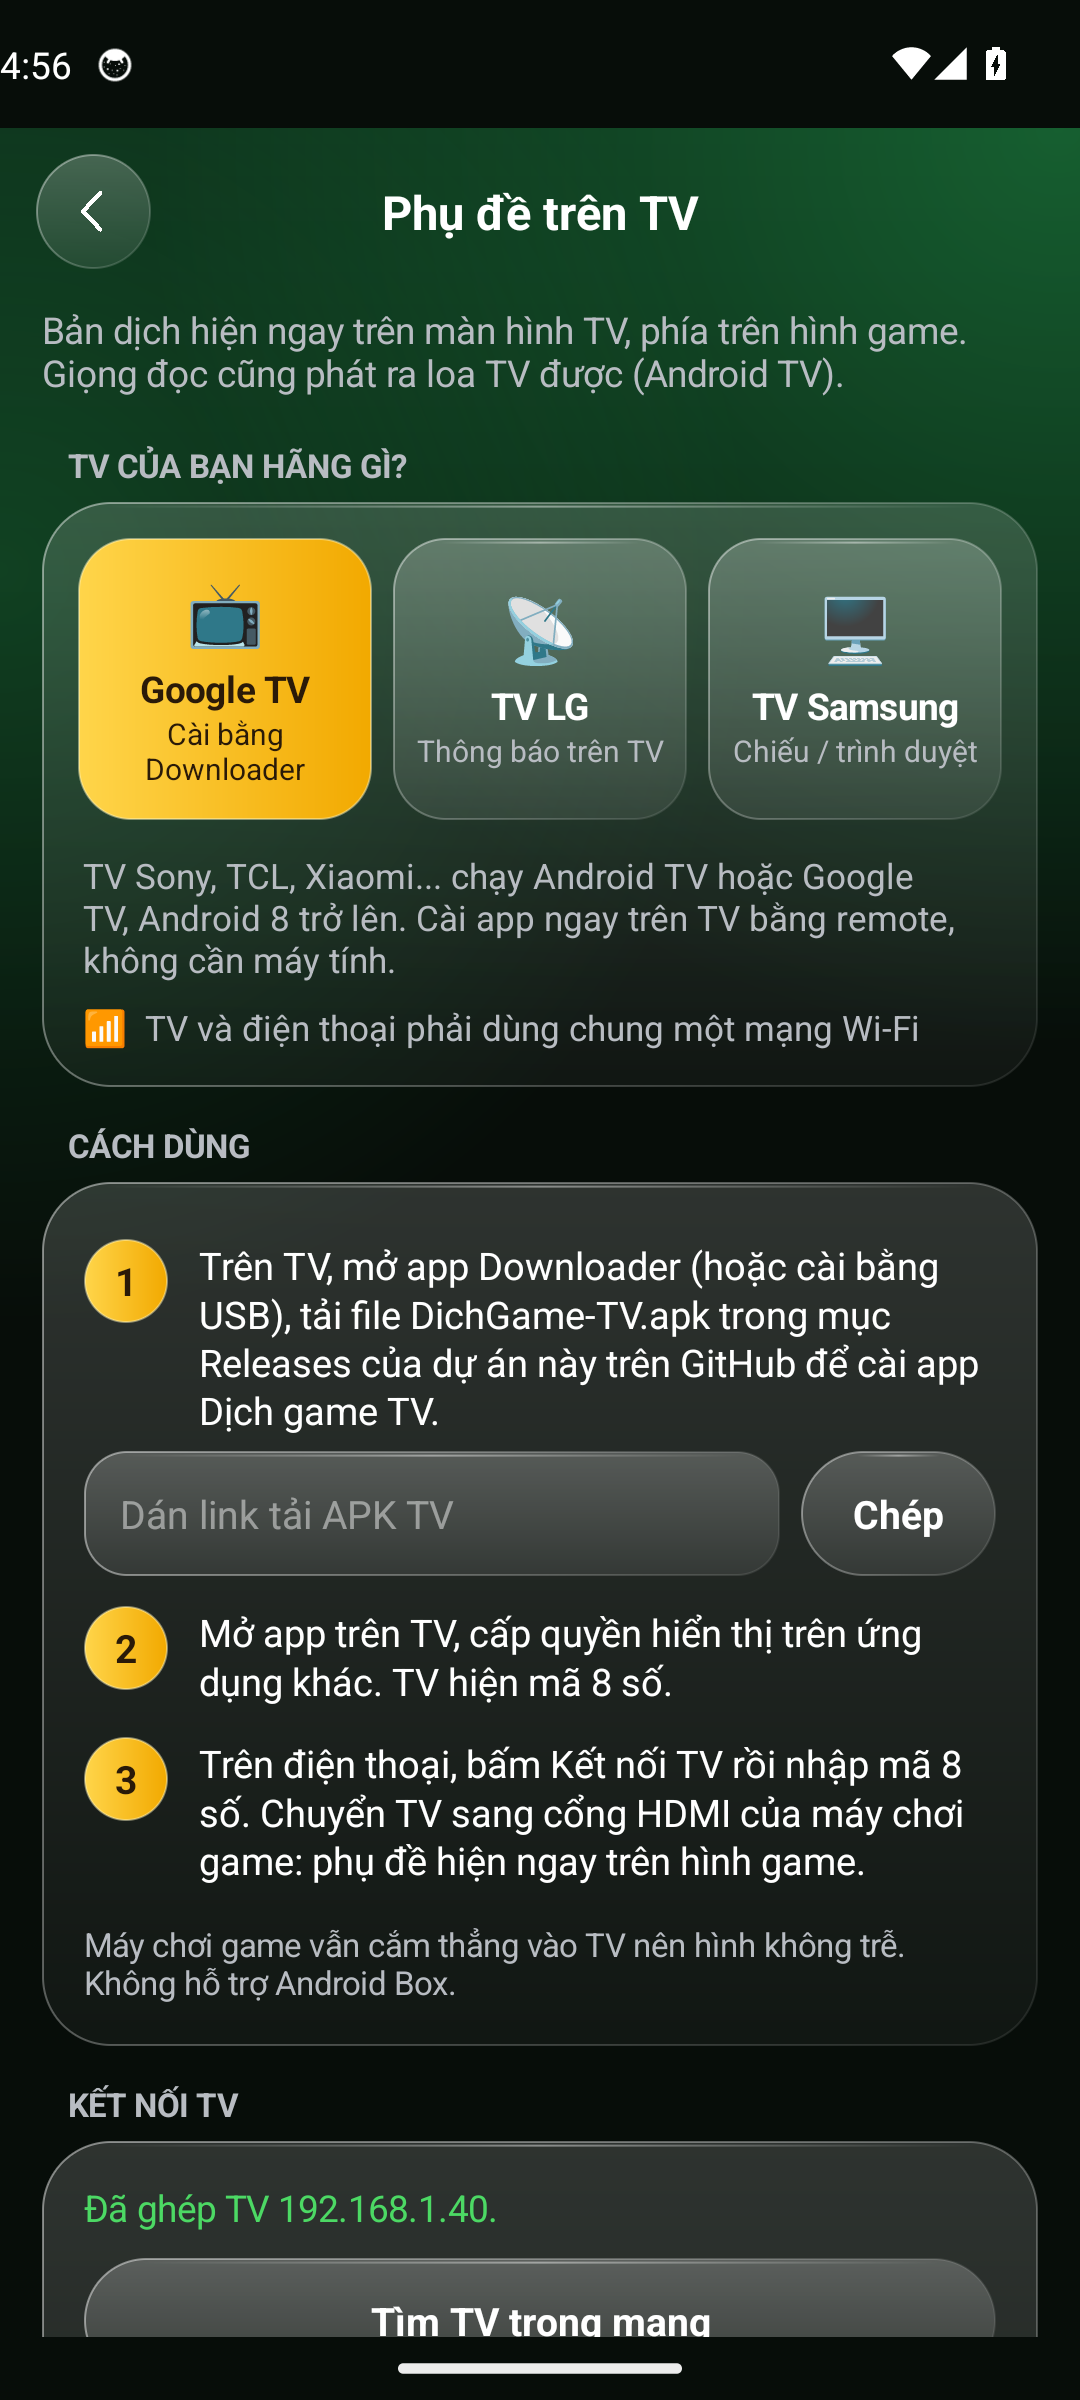 4:56
Phụ đề trên TV
Bản dịch hiện ngay trên màn hình TV, phía trên hình game.
Giọng đọc cũng phát ra loa TV được (Android TV).
TV CỦA BẠN HÃNG GÌ?
Google TV
Cài bằng
Downloader
TV LG
Thông báo trên TV
TV Samsung
Chiếu / trình duyệt
TV Sony, TCL, Xiaomi... chạy Android TV hoặc Google
TV, Android 8 trở lên. Cài app ngay trên TV bằng remote,
không cần máy tính.
TV và điện thoại phải dùng chung một mạng Wi-Fi
CÁCH DÙNG
1
Trên TV, mở app Downloader (hoặc cài bằng
USB), tải file DichGame-TV.apk trong mục
Releases của dự án này trên GitHub để cài app
Dịch game TV.
Dán link tải APK TV
Chép
2
Mở app trên TV, cấp quyền hiển thị trên ứng
dụng khác. TV hiện mã 8 số.
3
Trên điện thoại, bấm Kết nối TV rồi nhập mã 8
số. Chuyển TV sang cổng HDMI của máy chơi
game: phụ đề hiện ngay trên hình game.
Máy chơi game vẫn cắm thẳng vào TV nên hình không trễ.
Không hỗ trợ Android Box.
KẾT NỐI TV
Đã ghép TV 192.168.1.40.
Tìm TV trong mạng